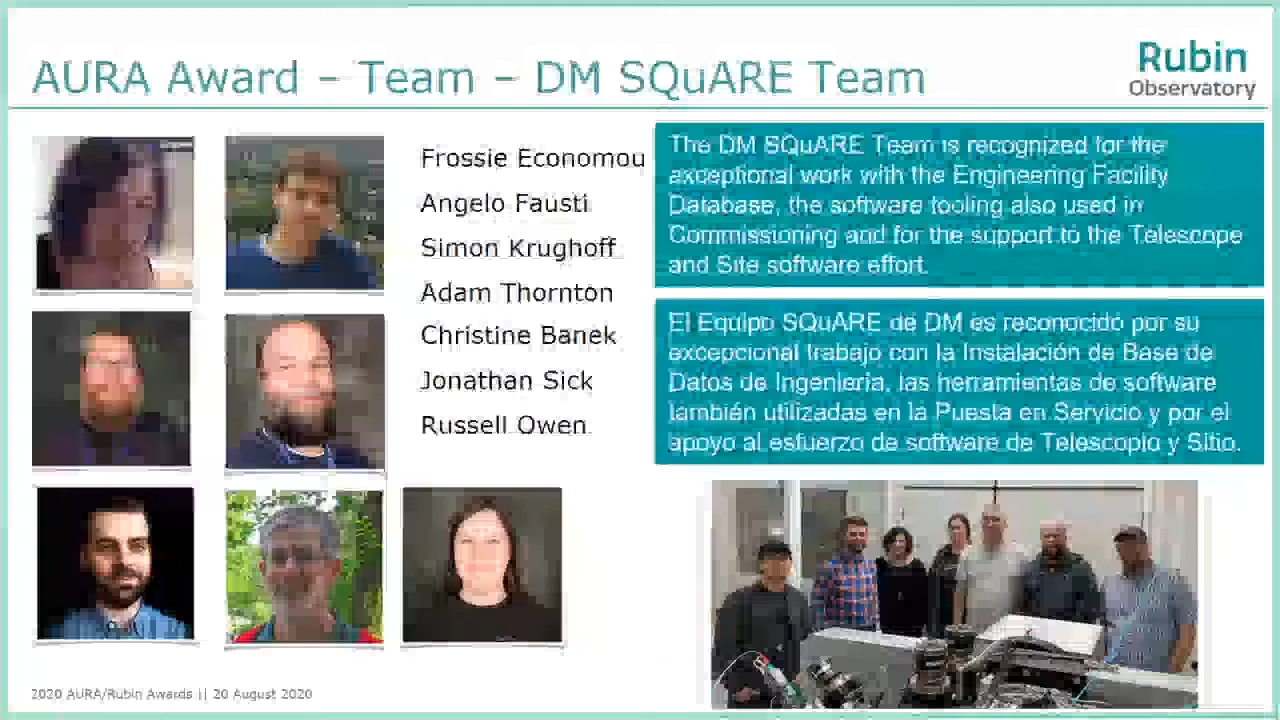 AURA Award – Team – DM SQuARE Team
Rubin
Observatory
Frossie Economou
Angelo Fausti
Simon Krughoff
Adam Thornton
Christine Banek
Jonathan Sick
Russell Owen
The DM SQuARE Team is recognized for the
exceptional work with the Engineering Facility
Database, the software tooling also used in
Commissioning and for the support to the Telescope
and Site software effort.
El Equipo SQuARE de DM es reconocido por su
excepcional trabajo con la Instalación de Base de
Datos de Ingeniería, las herramientas de software
también utilizadas en la Puesta en Servicio y por el
apoyo al esfuerzo de software de Telescopio y Sitio.
2020 AURA/Rubin Awards || 20 August 2020